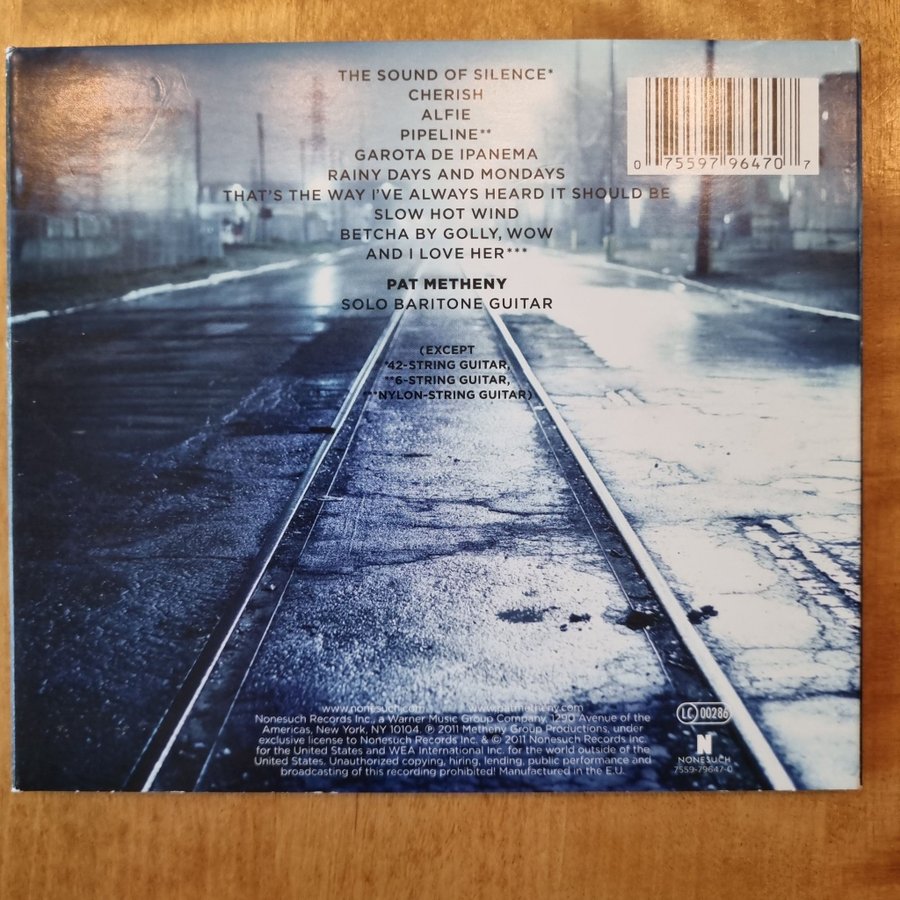 THE SOUND OF SILENCE*
CHERISH
ALFIE
PIPELINE**
GAROTA DE IPANEMA
RAINY DAYS AND MONDAYS
THAT'S THE WAY I'VE ALWAYS HEARD IT SHOULD BE
SLOW HOT WIND
BETCHA BY GOLLY, WOW
AND I LOVE HER***
PAT METHENY
SOLO BARITONE GUITAR
(EXCEPT
*42-STRING GUITAR,
**6-STRING GUITAR,
***NYLON-STRING GUITAR)
0 75597 96470 7
www.nonesuch.com www.patmetheny.com
Nonesuch Records Inc., a Warner Music Group Company, 1290 Avenue of the
Americas, New York, NY 10104. ℗ 2011 Metheny Group Productions, under
exclusive license to Nonesuch Records Inc. & © 2011 Nonesuch Records Inc.
for the United States and WEA International Inc. for the world outside of the
United States. Unauthorized copying, hiring, lending, public performance and
broadcasting of this recording prohibited! Manufactured in the E.U.
LC 00286
N
NONESUCH
7559-79647-0